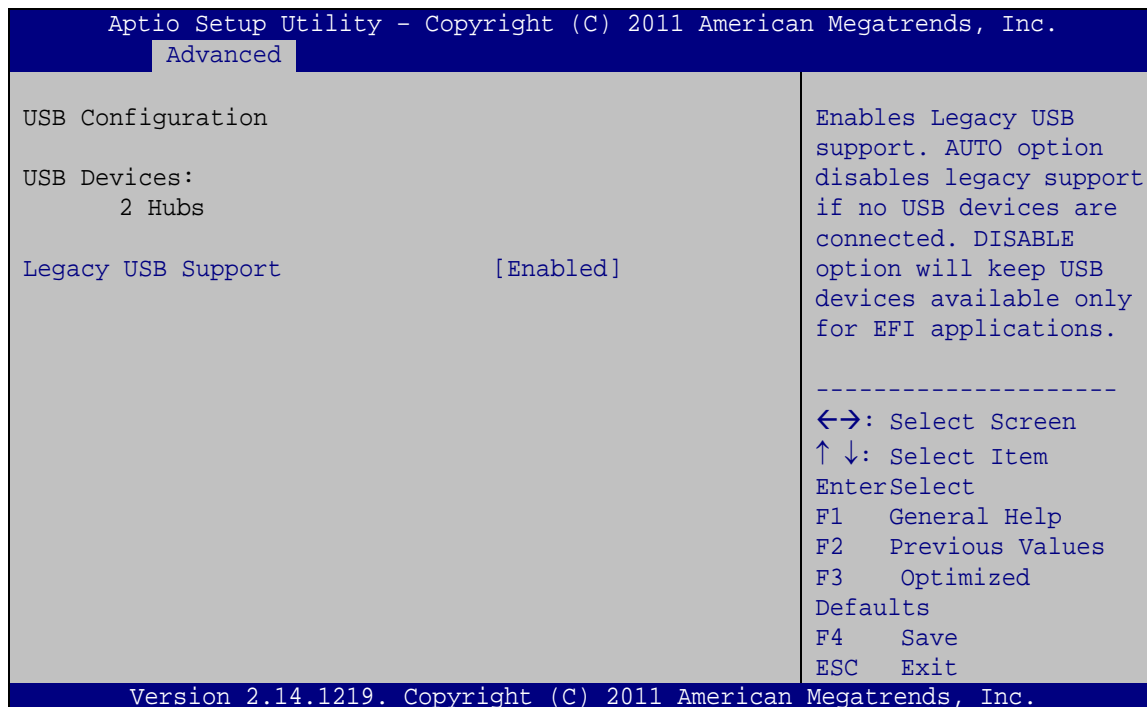 Aptio Setup Utility – Copyright (C) 2011 American Megatrends, Inc.
Advanced
USB Configuration
USB Devices:
2 Hubs
Legacy USB Support [Enabled]
Enables Legacy USB
support. AUTO option
disables legacy support
if no USB devices are
connected. DISABLE
option will keep USB
devices available only
for EFI applications.
---------------------
←→: Select Screen
↑ ↓: Select Item
EnterSelect
F1 General Help
F2 Previous Values
F3 Optimized
Defaults
F4 Save
ESC Exit
Version 2.14.1219. Copyright (C) 2011 American Megatrends, Inc.